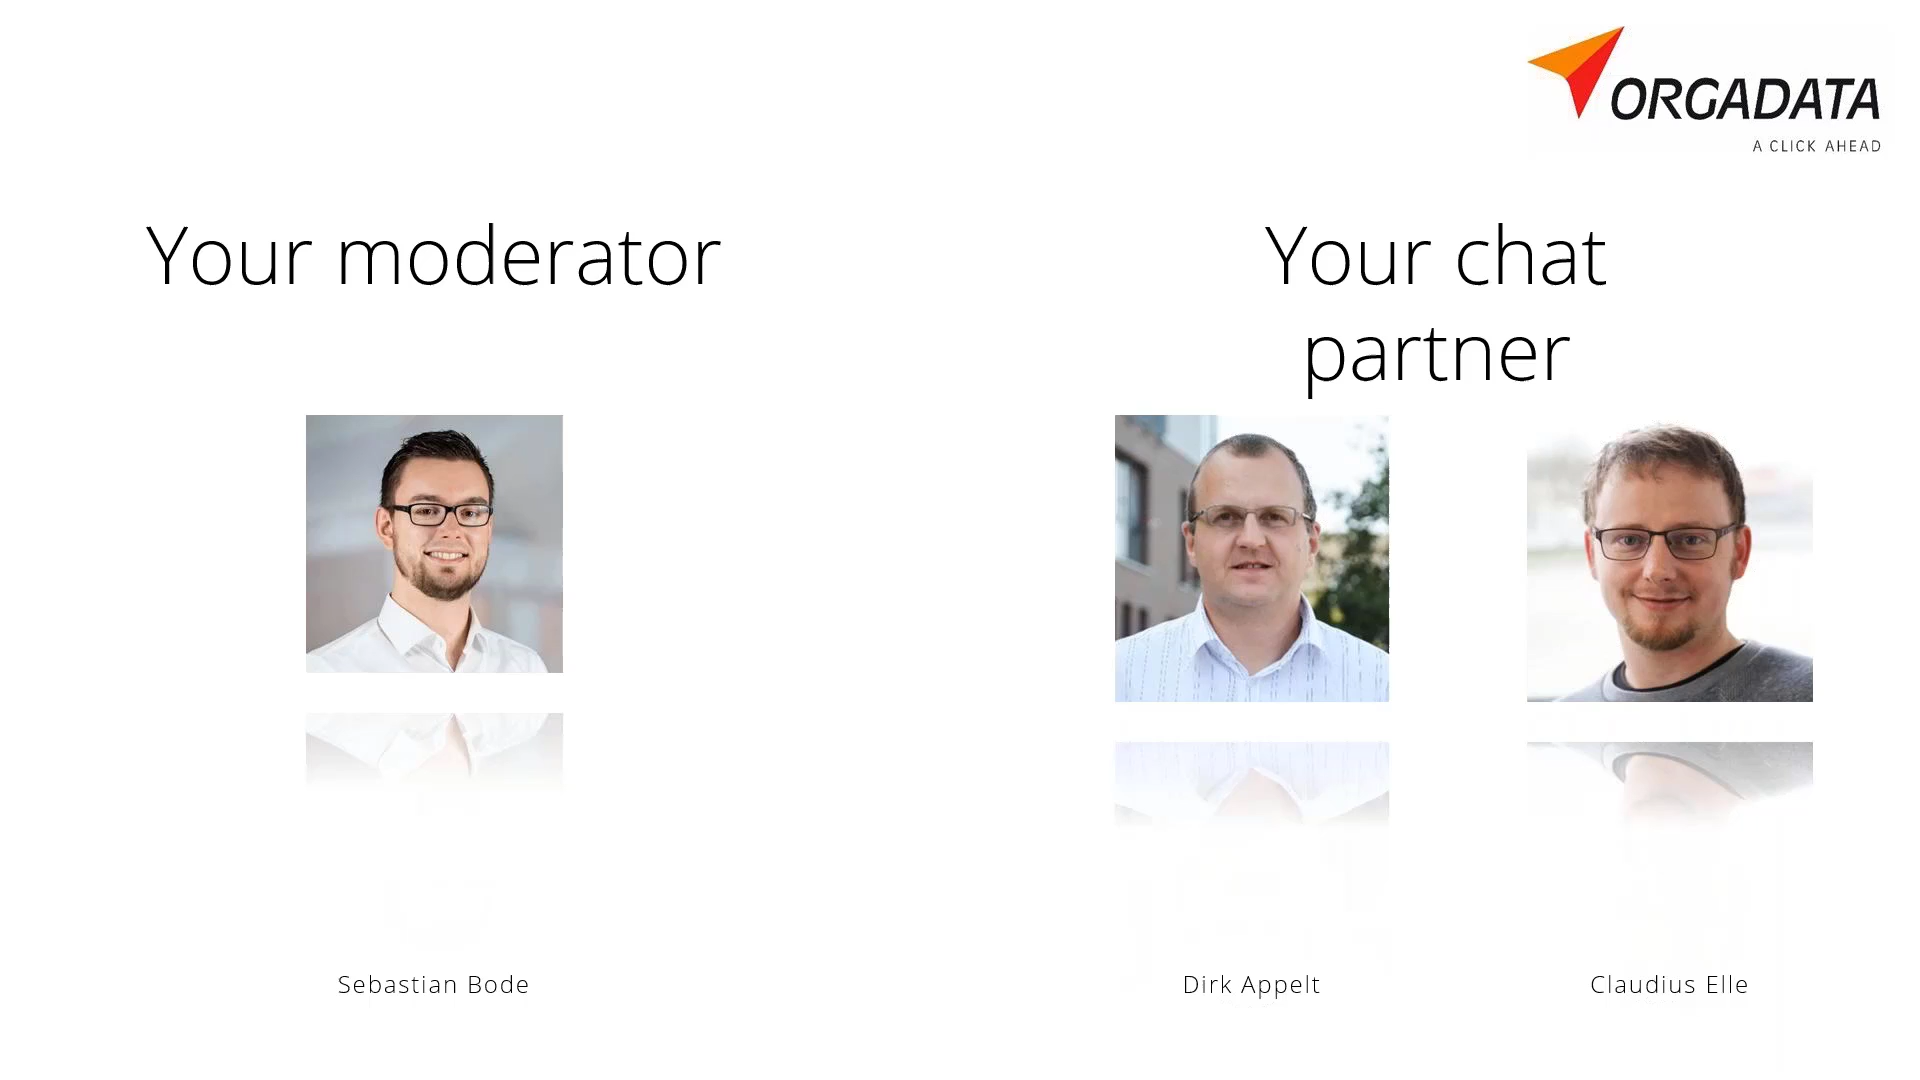 ORGADATA
A CLICK AHEAD
Your moderator
Your chat
partner
Sebastian Bode
Dirk Appelt
Claudius Elle